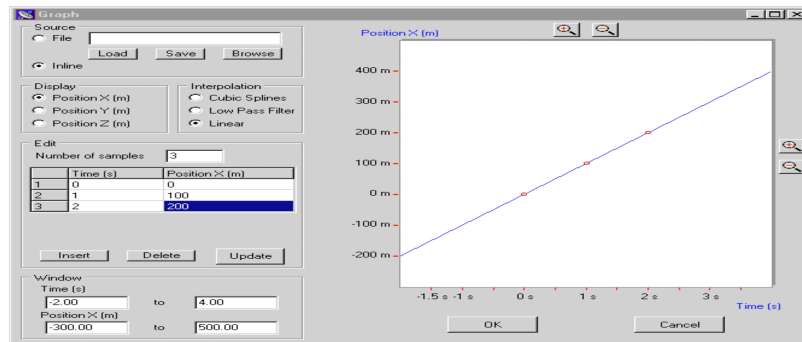 Graph
Source
File
Load Save Browse
Inline
Display
Position X (m)
Position Y (m)
Position Z (m)
Interpolation
Cubic Splines
Low Pass Filter
Linear
Edit
Number of samples 3
Time (s) Position X (m)
1 0 0
2 1 100
3 2 200
Insert Delete Update
Window
Time (s)
-2.00 to 4.00
Position X (m)
-300.00 to 500.00
Position X (m)
400 m
300 m
200 m
100 m
0 m
-100 m
-200 m
-1.5 s -1 s 0 s 1 s 2 s 3 s
Time (s)
OK Cancel